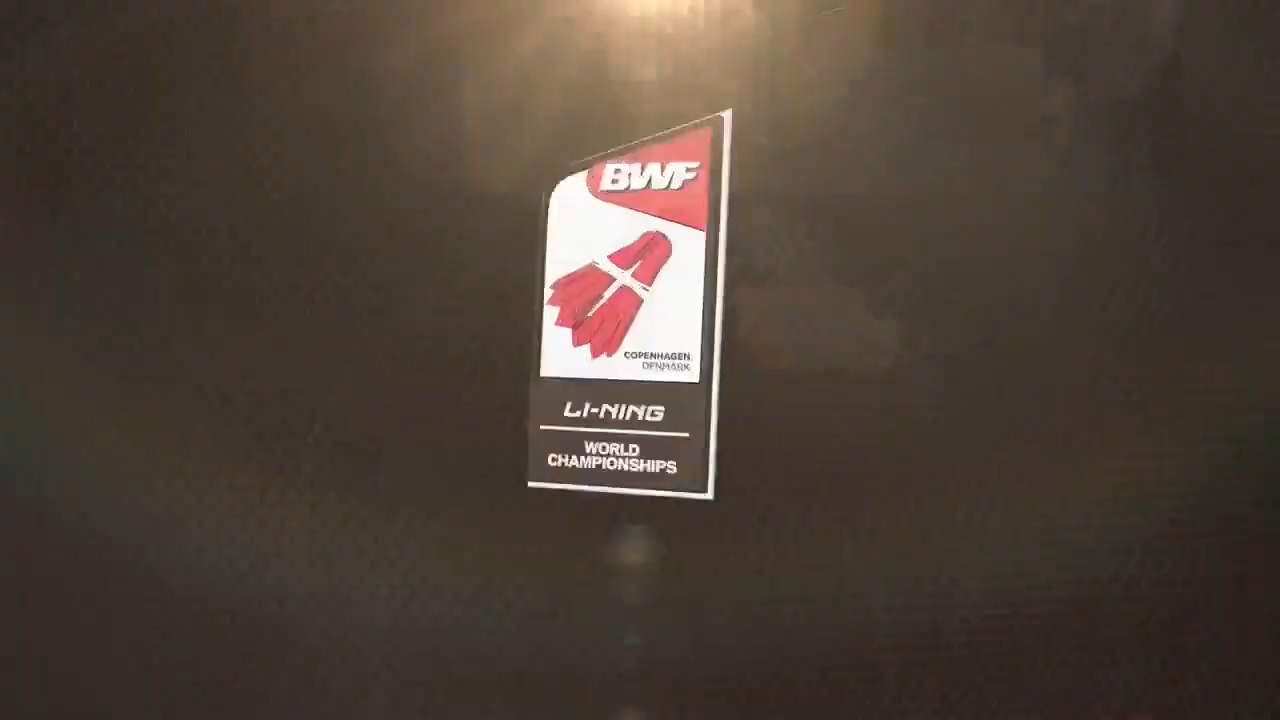 BWF
COPENHAGEN
DENMARK
LI-NING
WORLD
CHAMPIONSHIPS